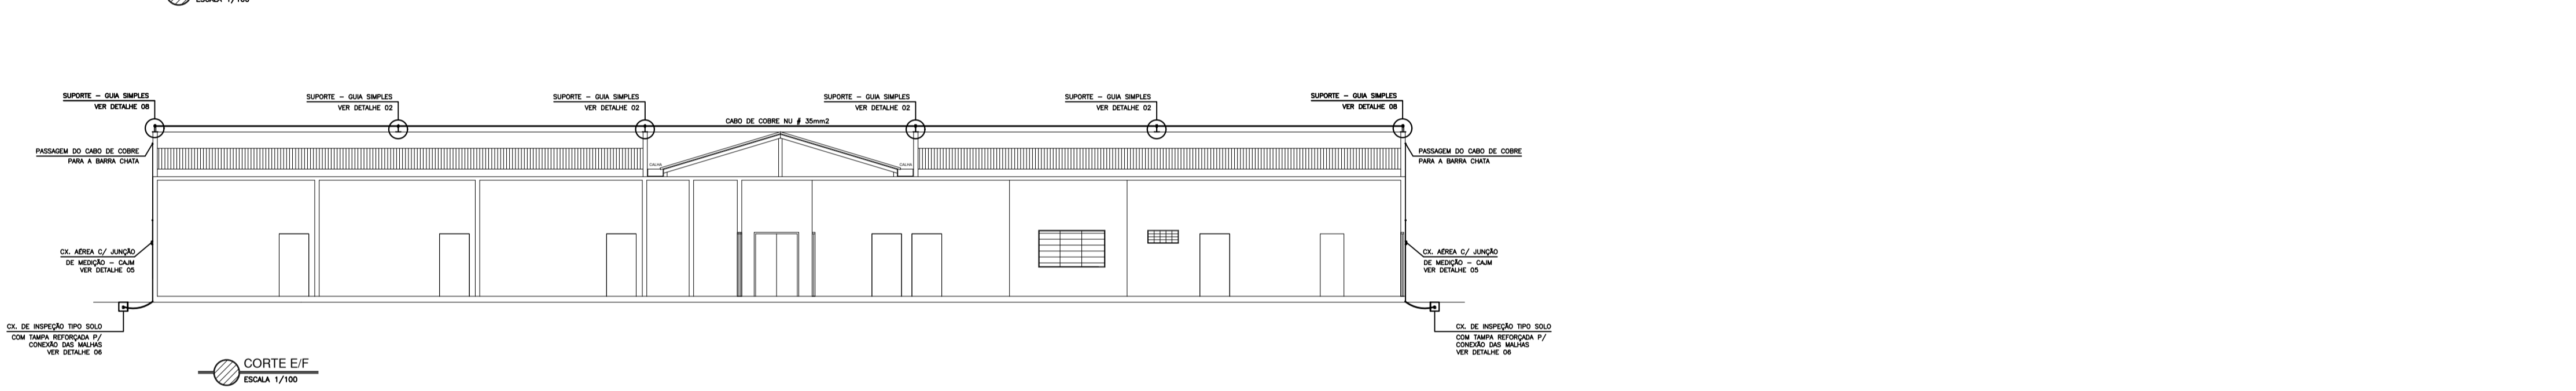 ESCALA 1/100
SUPORTE - GUIA SIMPLES
VER DETALHE 08
SUPORTE - GUIA SIMPLES
VER DETALHE 02
SUPORTE - GUIA SIMPLES
VER DETALHE 02
SUPORTE - GUIA SIMPLES
VER DETALHE 02
SUPORTE - GUIA SIMPLES
VER DETALHE 02
SUPORTE - GUIA SIMPLES
VER DETALHE 08
CABO DE COBRE NU # 35mm2
PASSAGEM DO CABO DE COBRE
PARA A BARRA CHATA
CALHA
CALHA
PASSAGEM DO CABO DE COBRE
PARA A BARRA CHATA
CX. AÉREA C/ JUNÇÃO
DE MEDIÇÃO - CAJM
VER DETALHE 05
CX. AÉREA C/ JUNÇÃO
DE MEDIÇÃO - CAJM
VER DETALHE 05
CX. DE INSPEÇÃO TIPO SOLO
COM TAMPA REFORÇADA P/
CONEXÃO DAS MALHAS
VER DETALHE 06
CX. DE INSPEÇÃO TIPO SOLO
COM TAMPA REFORÇADA P/
CONEXÃO DAS MALHAS
VER DETALHE 06
CORTE E/F
ESCALA 1/100